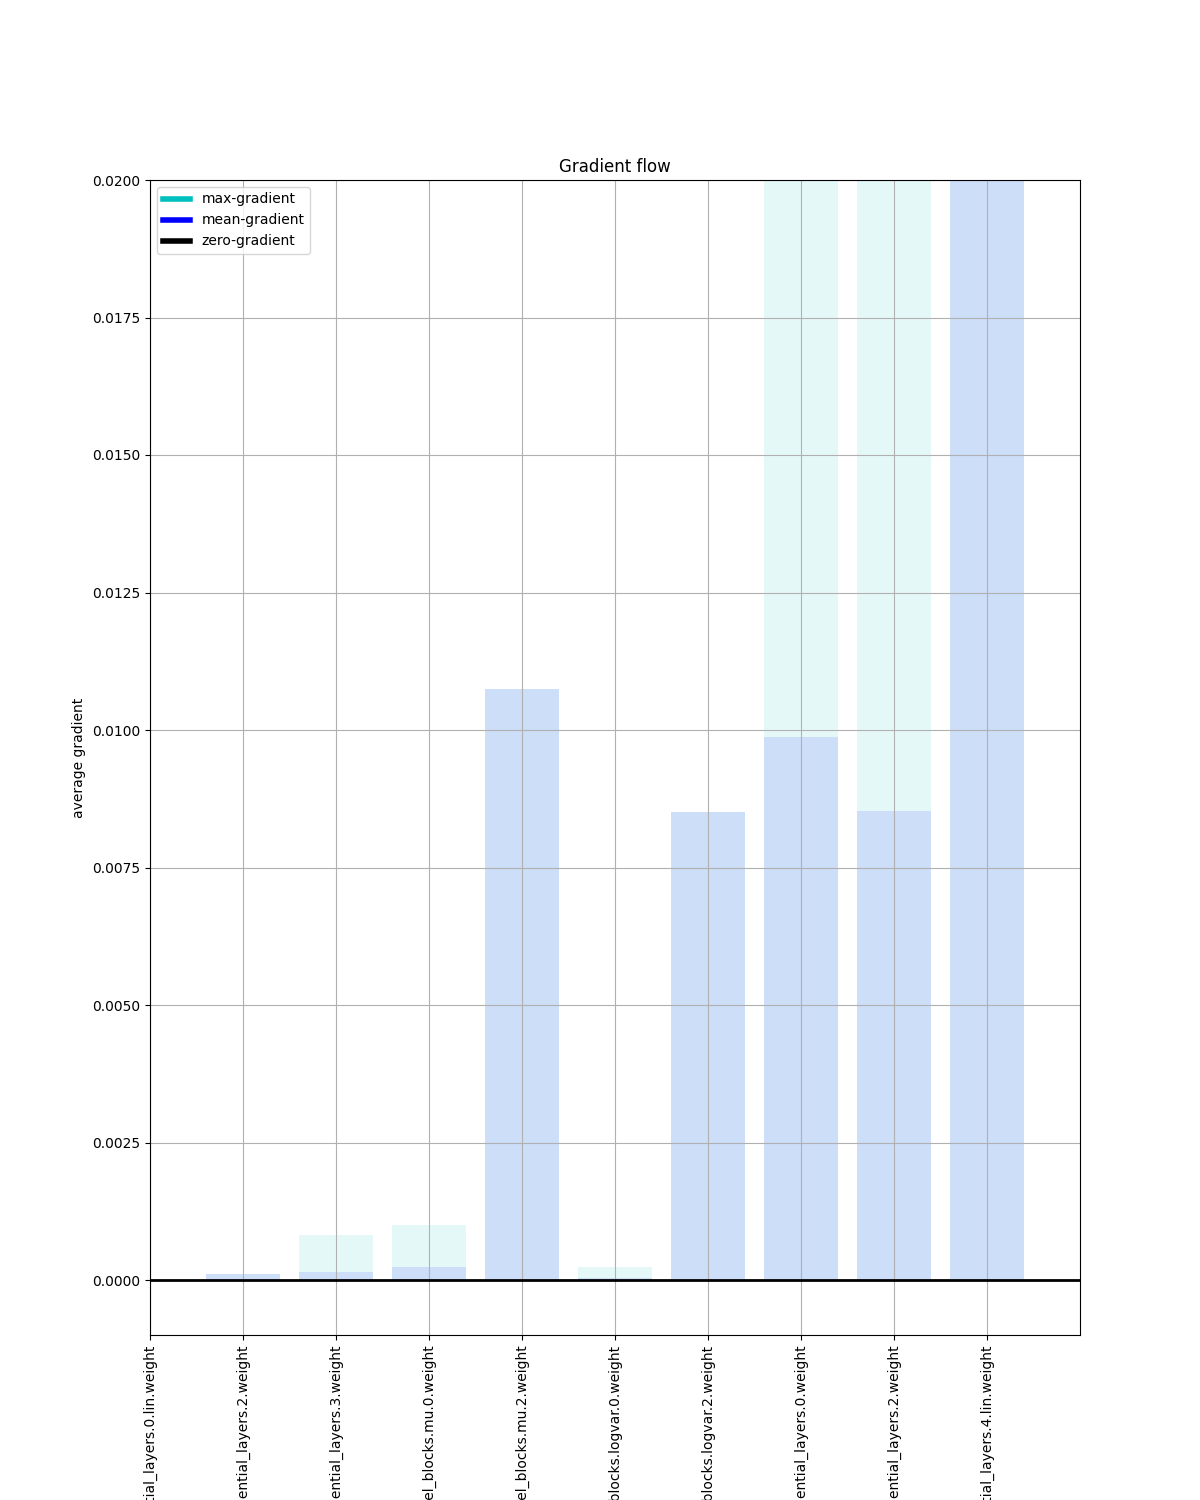 Gradient flow
max-gradient
mean-gradient
zero-gradient
0.0200
0.0175
0.0150
0.0125
0.0100
0.0075
0.0050
0.0025
0.0000
average gradient
tial_layers.0.lin.weight
ential_layers.2.weight
ential_layers.3.weight
el_blocks.mu.0.weight
el_blocks.mu.2.weight
blocks.logvar.0.weight
blocks.logvar.2.weight
ential_layers.0.weight
ential_layers.2.weight
tial_layers.4.lin.weight